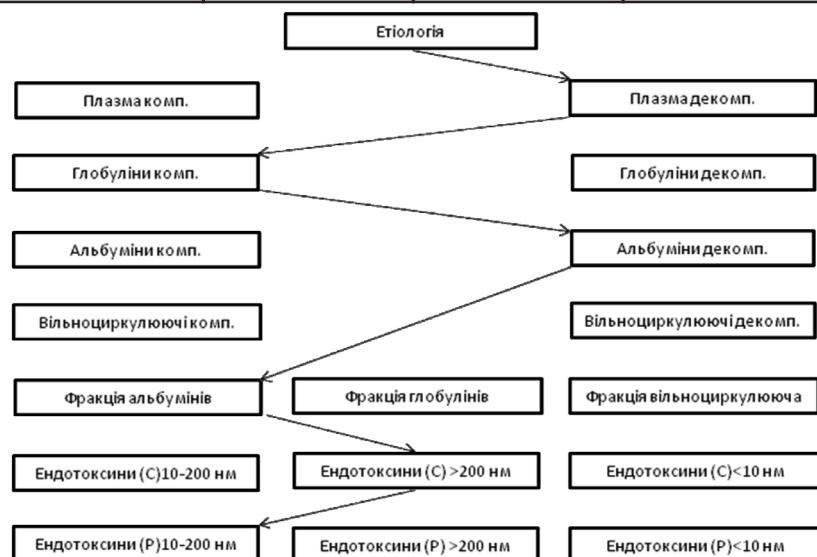 Етіологія
Плазма комп.
Плазма декомп.
Глобуліни комп.
Глобуліни декомп.
Альбуміни комп.
Альбуміни декомп.
Вільноциркулюючі комп.
Вільноциркулюючі декомп.
Фракція альбумінів
Фракція глобулінів
Фракція вільноциркулююча
Ендотоксини (С)10-200 нм
Ендотоксини (С) >200 нм
Ендотоксини (С)<10 нм
Ендотоксини (Р)10-200 нм
Ендотоксини (Р) >200 нм
Ендотоксини (Р)<10 нм